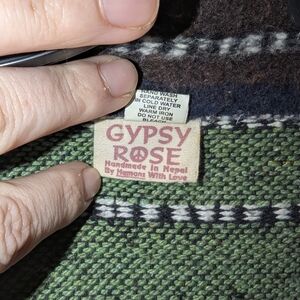 HAND WASH
SEPARATELY
IN COLD WATER
LINE DRY
WARM IRON
DO NOT USE
BLEACH
GYPSY
ROSE
Handmade in Nepal
By Humans With Love